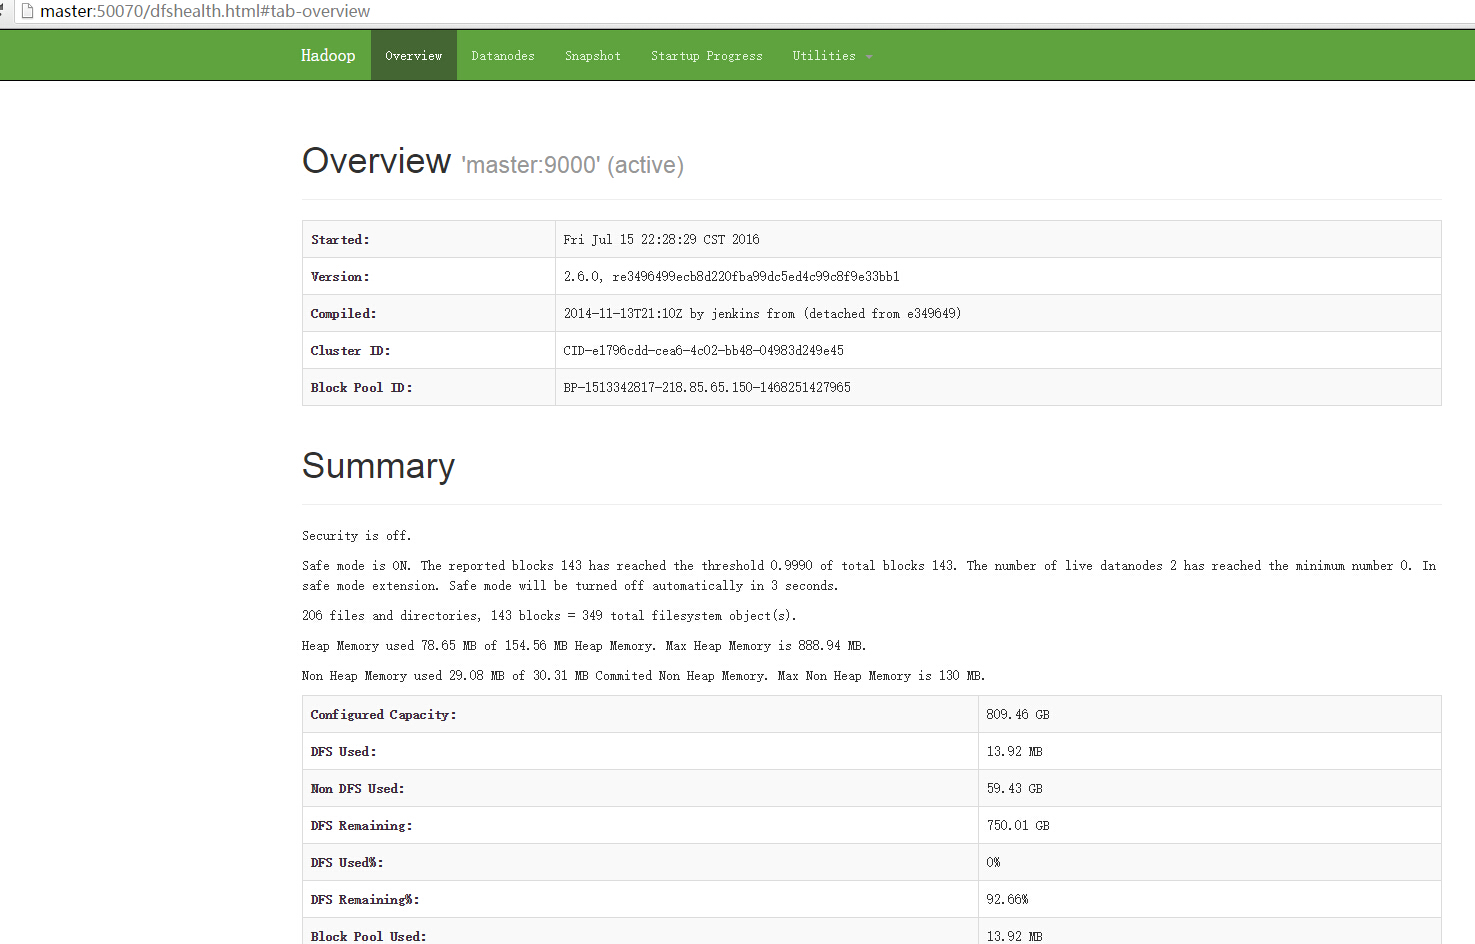 master:50070/dfshealth.html#tab-overview
Hadoop Overview Datanodes Snapshot Startup Progress Utilities
Overview 'master:9000' (active)
Started: Fri Jul 15 22:28:29 CST 2016
Version: 2.6.0, re3496499ecb8d220fba99dc5ed4c99c8f9e33bb1
Compiled: 2014-11-13T21:10Z by jenkins from (detached from e349649)
Cluster ID: CID-e1796cdd-cea6-4c02-bb48-04983d249e45
Block Pool ID: BP-1513342817-218.85.65.150-1468251427965
Summary
Security is off.
Safe mode is ON. The reported blocks 143 has reached the threshold 0.9990 of total blocks 143. The number of live datanodes 2 has reached the minimum number 0. In
safe mode extension. Safe mode will be turned off automatically in 3 seconds.
206 files and directories, 143 blocks = 349 total filesystem object(s).
Heap Memory used 78.65 MB of 154.56 MB Heap Memory. Max Heap Memory is 888.94 MB.
Non Heap Memory used 29.08 MB of 30.31 MB Commited Non Heap Memory. Max Non Heap Memory is 130 MB.
Configured Capacity: 809.46 GB
DFS Used: 13.92 MB
Non DFS Used: 59.43 GB
DFS Remaining: 750.01 GB
DFS Used%: 0%
DFS Remaining%: 92.66%
Block Pool Used: 13.92 MB